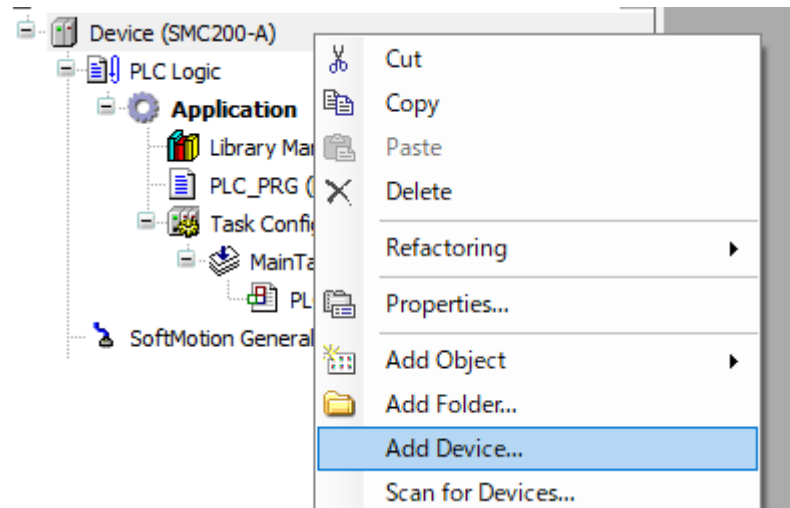 Device (SMC200-A)
PLC Logic
Application
Library Ma
PLC_PRG (
Task Confi
MainTa
PL
SoftMotion General
Cut
Copy
Paste
Delete
Refactoring
Properties...
Add Object
Add Folder...
Add Device...
Scan for Devices...